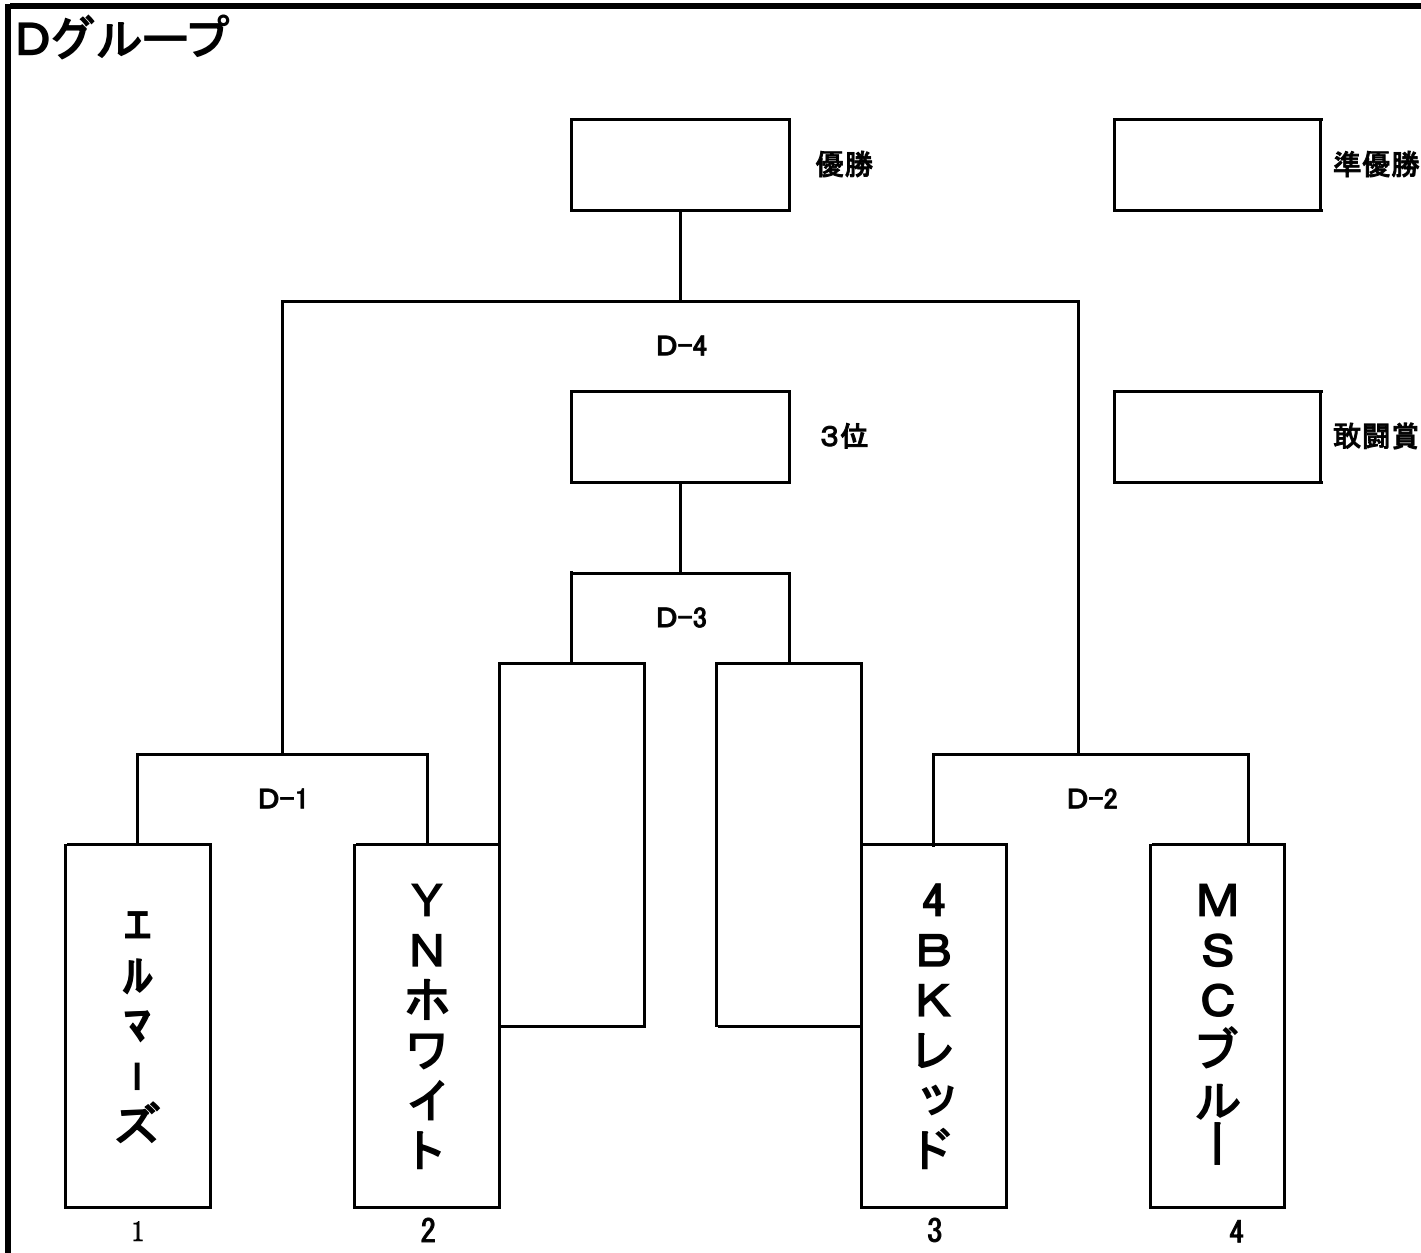 Dグループ
優勝
準優勝
D-4
3位
敢闘賞
D-3
D-1
D-2
エルマーズ
YNホワイト
4BKレッド
MSCブルー
1
2
3
4